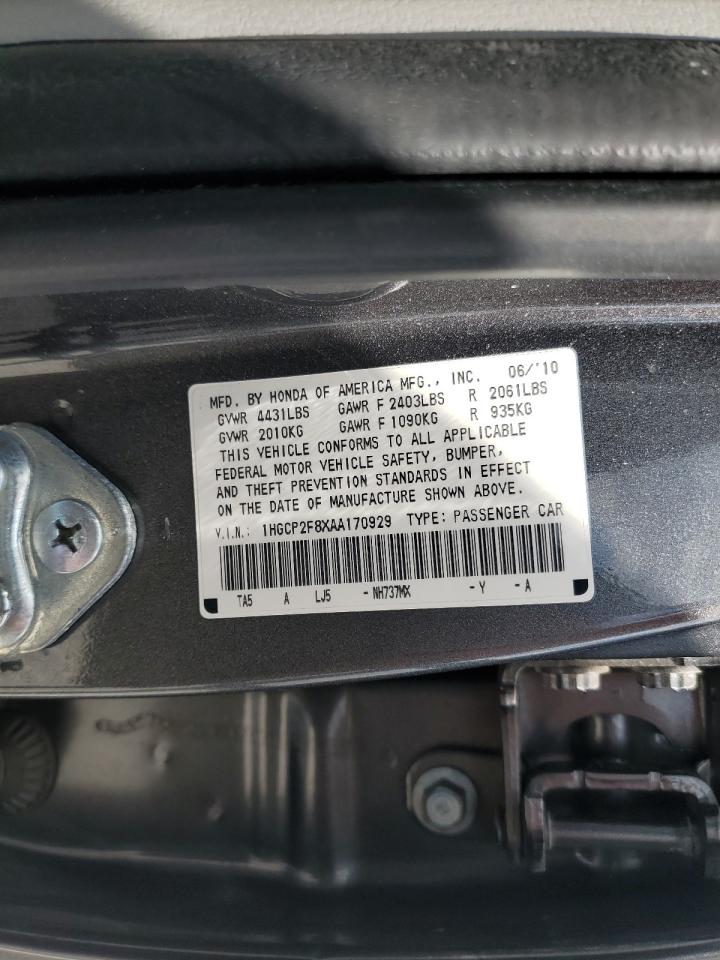 MFD. BY HONDA OF AMERICA MFG., INC. 06/'10
GVWR 4431LBS GAWR F 2403LBS R 2061LBS
GVWR 2010KG GAWR F 1090KG R 935KG
THIS VEHICLE CONFORMS TO ALL APPLICABLE
FEDERAL MOTOR VEHICLE SAFETY, BUMPER,
AND THEFT PREVENTION STANDARDS IN EFFECT
ON THE DATE OF MANUFACTURE SHOWN ABOVE.
V.I.N.: 1HGCP2F8XAA170929 TYPE: PASSENGER CAR
TA5 A LJ5 - NH737MX - Y - A